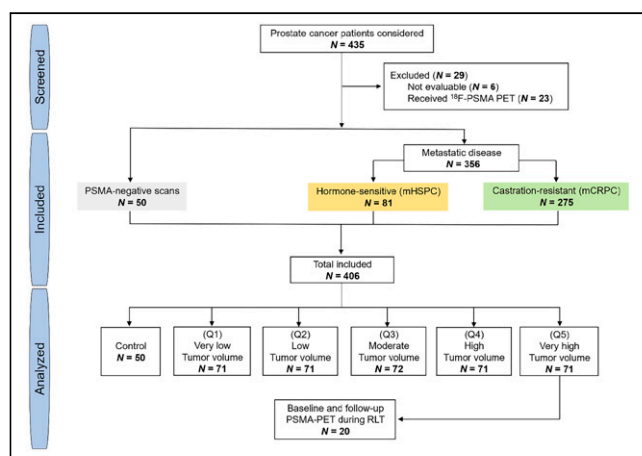 Screened
Prostate cancer patients considered
N = 435
Excluded (N = 29)
Not evaluable (N = 6)
Received ¹⁸F-PSMA PET (N = 23)
Included
Metastatic disease
N = 356
PSMA-negative scans
N = 50
Hormone-sensitive (mHSPC)
N = 81
Castration-resistant (mCRPC)
N = 275
Total included
N = 406
Analyzed
Control
N = 50
(Q1)
Very low
Tumor volume
N = 71
(Q2)
Low
Tumor volume
N = 71
(Q3)
Moderate
Tumor volume
N = 72
(Q4)
High
Tumor volume
N = 71
(Q5)
Very high
Tumor volume
N = 71
Baseline and follow-up
PSMA-PET during RLT
N = 20